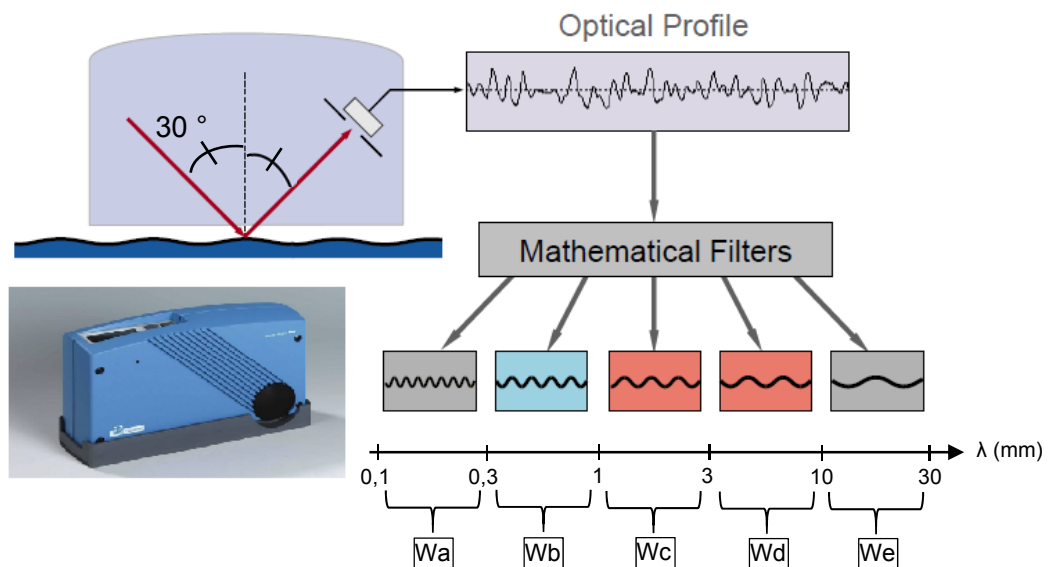 Optical Profile
30 °
Mathematical Filters
λ (mm)
0,1 0,3 1 3 10 30
Wa Wb Wc Wd We